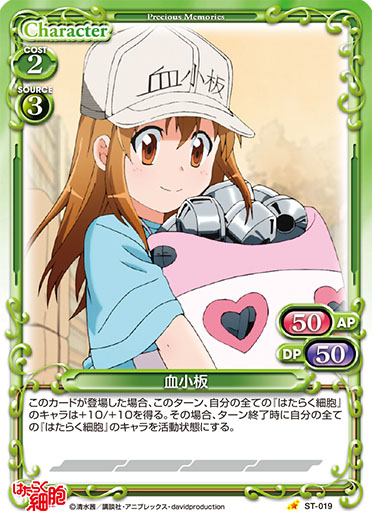 Precious Memories
Character
COST
2
SOURCE
3
血小板
50 AP
DP 50
血小板
このカードが登場した場合、このターン、自分の全ての『はたらく細胞』
のキャラは+10/+10を得る。その場合、ターン終了時に自分の全て
の『はたらく細胞』のキャラを活動状態にする。
はたらく
細胞
©清水茜/講談社・アニプレックス・davidproduction
ST-019